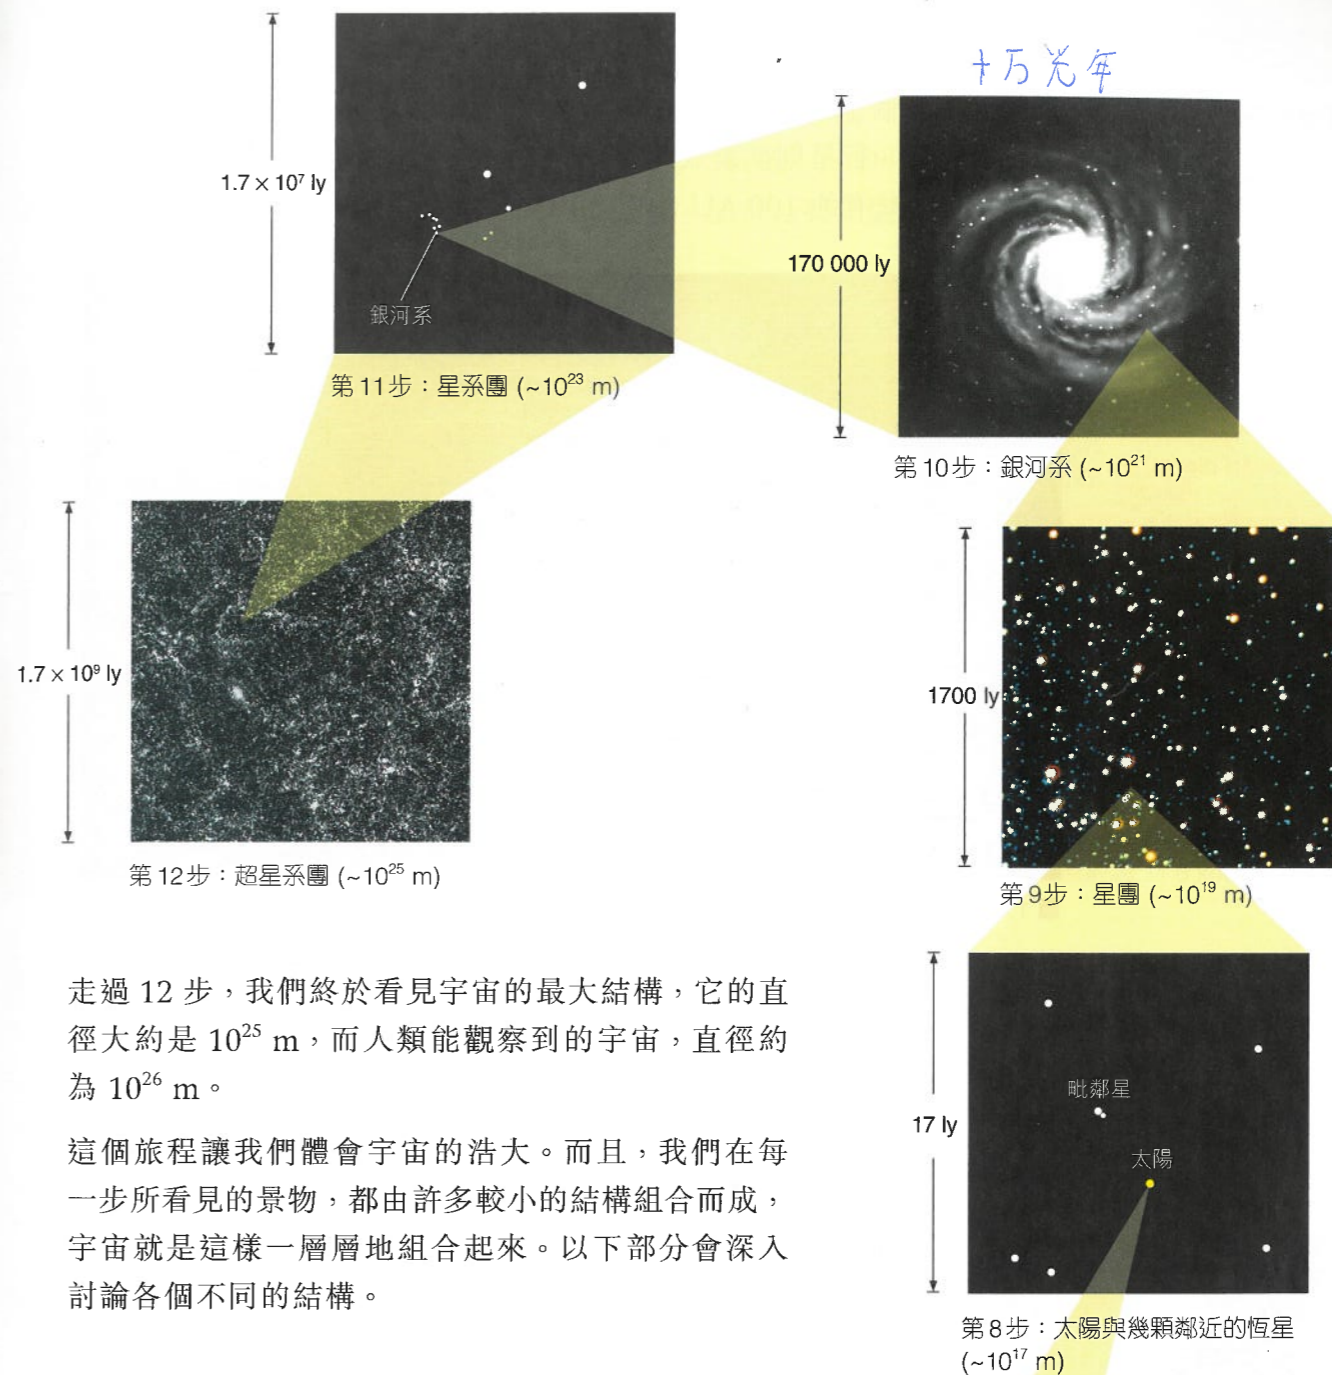 十万光年
1.7 × 10⁷ ly
銀河系
第 11 步：星系團 (~10²³ m)
170 000 ly
第 10 步：銀河系 (~10²¹ m)
1.7 × 10⁹ ly
第 12 步：超星系團 (~10²⁵ m)
1700 ly
第 9 步：星團 (~10¹⁹ m)
走過 12 步，我們終於看見宇宙的最大結構，它的直
徑大約是 10²⁵ m，而人類能觀察到的宇宙，直徑約
為 10²⁶ m。
這個旅程讓我們體會宇宙的浩大。而且，我們在每
一步所看見的景物，都由許多較小的結構組合而成，
宇宙就是這樣一層層地組合起來。以下部分會深入
討論各個不同的結構。
17 ly
毗鄰星
太陽
第 8 步：太陽與幾顆鄰近的恆星
(~10¹⁷ m)